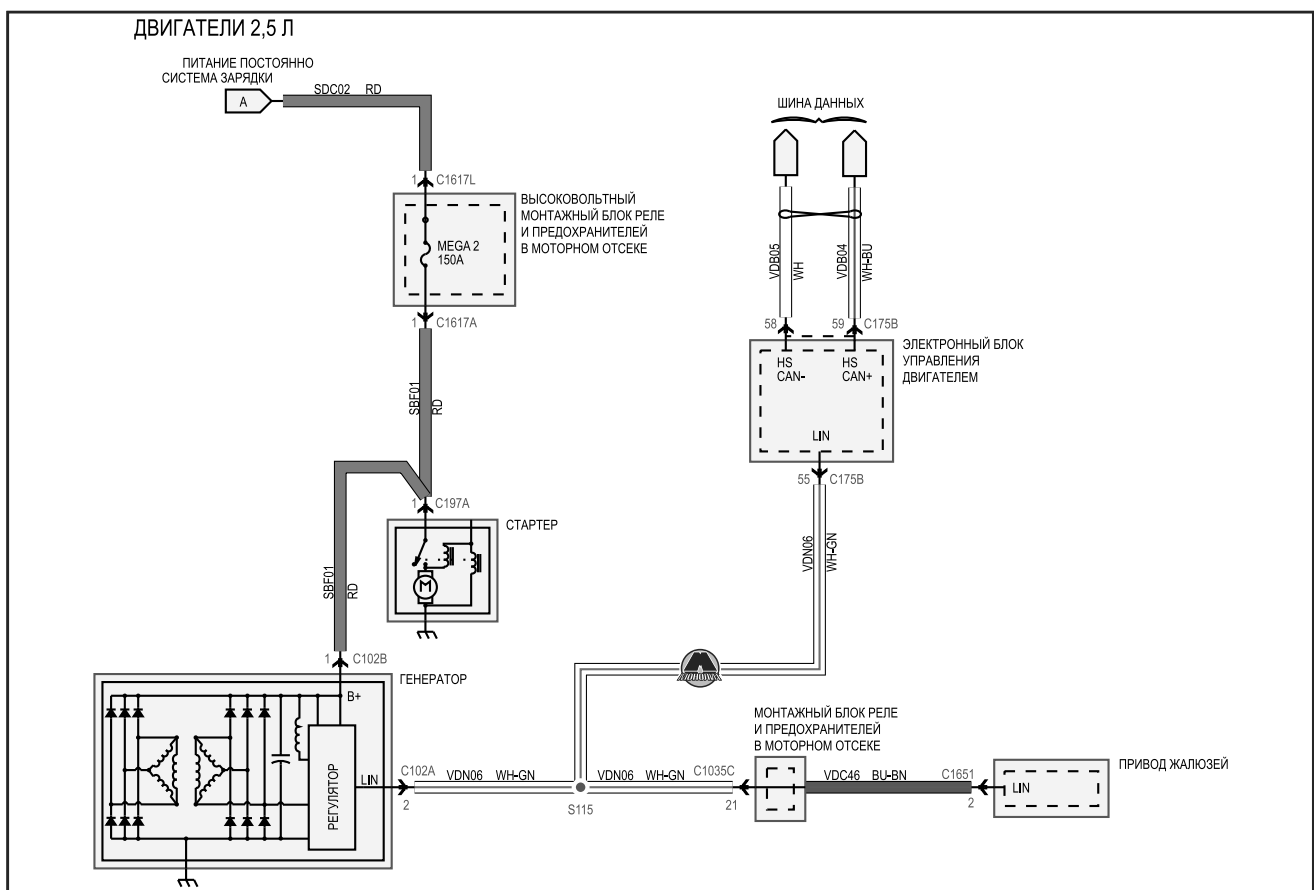 ДВИГАТЕЛИ 2,5 Л
ПИТАНИЕ ПОСТОЯННО
СИСТЕМА ЗАРЯДКИ
A
SDC02 RD
1 C1617L
ВЫСОКОВОЛЬТНЫЙ
МОНТАЖНЫЙ БЛОК РЕЛЕ
И ПРЕДОХРАНИТЕЛЕЙ
В МОТОРНОМ ОТСЕКЕ
MEGA 2
150A
1 C1617A
SBF01
RD
1 C197A
СТАРТЕР
M
SBF01
RD
1 C102B
ГЕНЕРАТОР
B+
РЕГУЛЯТОР
LIN
C102A
2
VDN06 WH-GN
S115
VDN06 WH-GN
C1035C
21
МОНТАЖНЫЙ БЛОК РЕЛЕ
И ПРЕДОХРАНИТЕЛЕЙ
В МОТОРНОМ ОТСЕКЕ
VDC46 BU-BN
C1651
2
LIN
ПРИВОД ЖАЛЮЗЕЙ
ШИНА ДАННЫХ
VDB05
WH
VDB04
WH-BU
58
59 C175B
ЭЛЕКТРОННЫЙ БЛОК
УПРАВЛЕНИЯ
ДВИГАТЕЛЕМ
HS
CAN-
HS
CAN+
LIN
55 C175B
VDN06
WH-GN